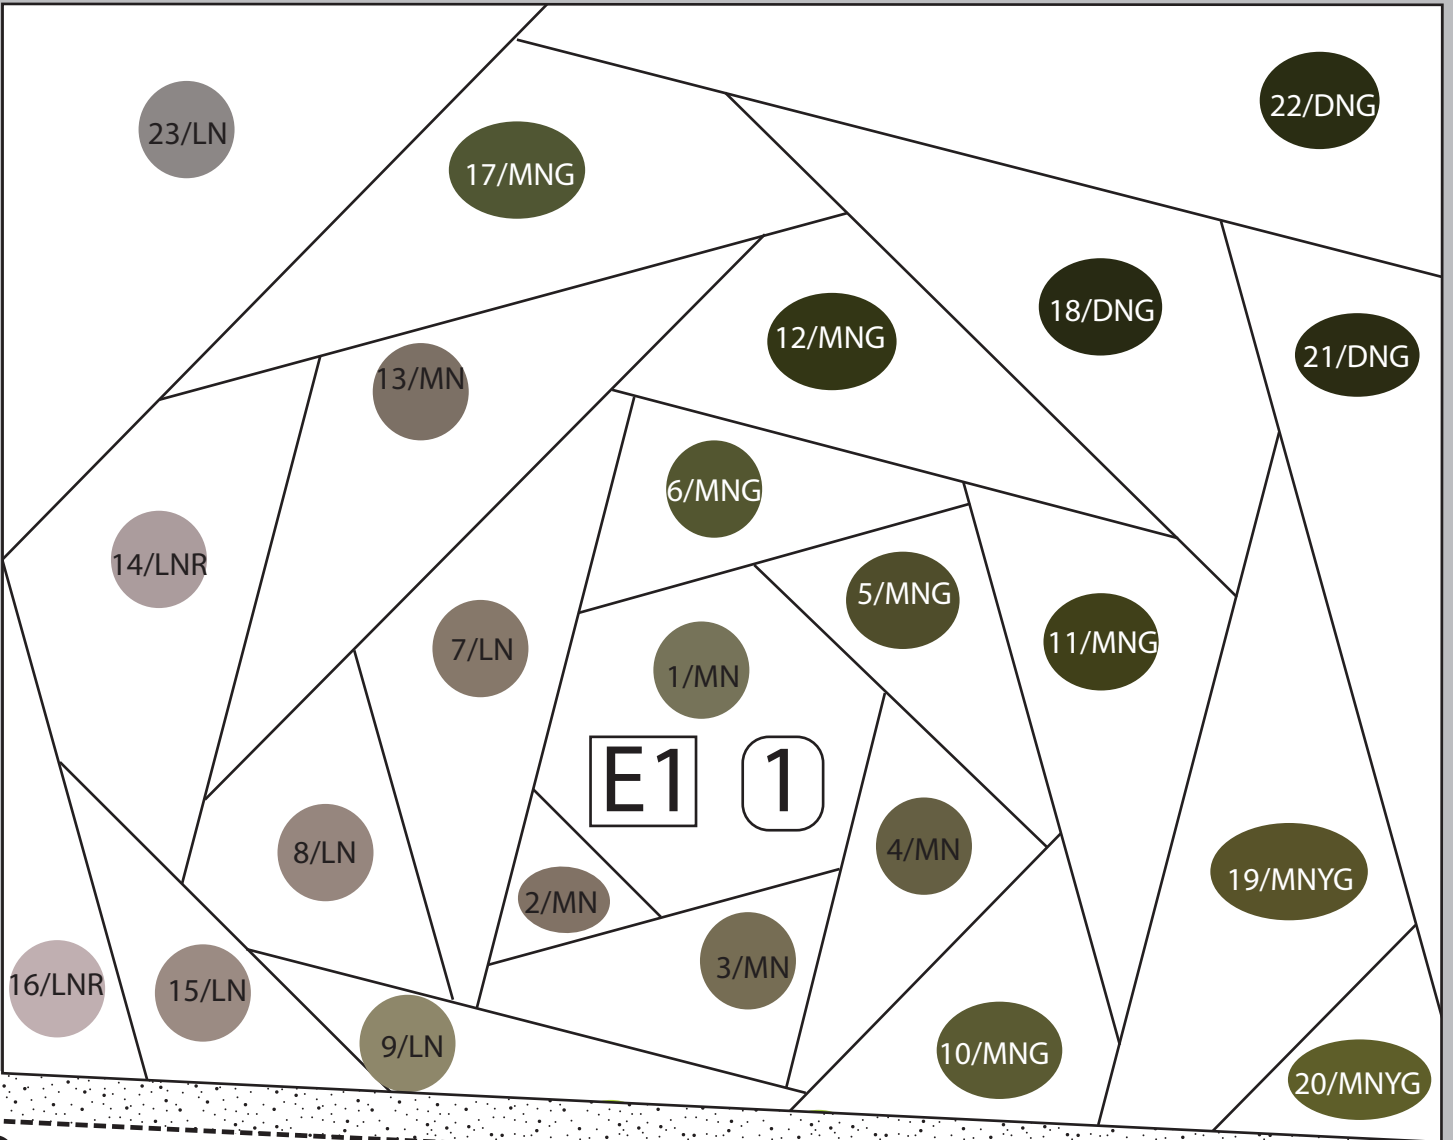 22/DNG
23/LN
17/MNG
18/DNG
12/MNG
21/DNG
13/MN
6/MNG
14/LNR
5/MNG
7/LN
11/MNG
1/MN
E1 1
8/LN
4/MN
19/MNYG
2/MN
3/MN
16/LNR
15/LN
9/LN
10/MNG
20/MNYG